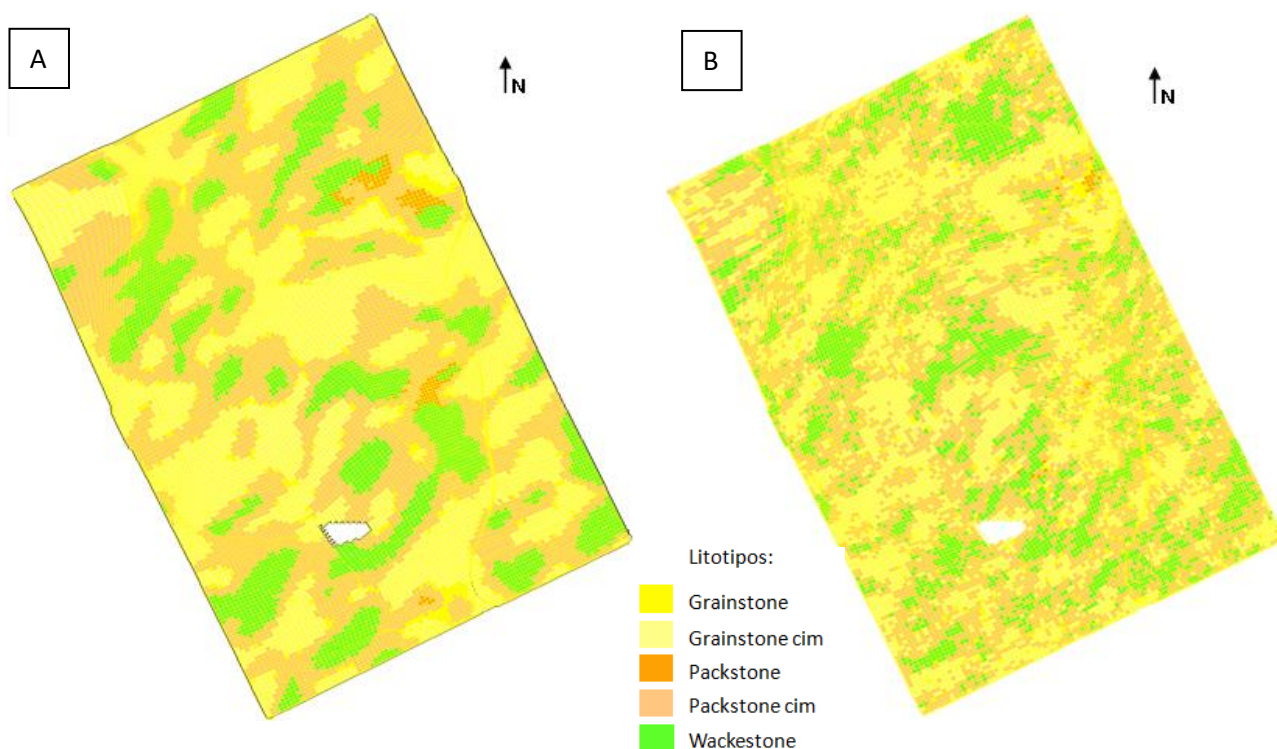 A
N
B
N
Litotipos:
Grainstone
Grainstone cim
Packstone
Packstone cim
Wackestone